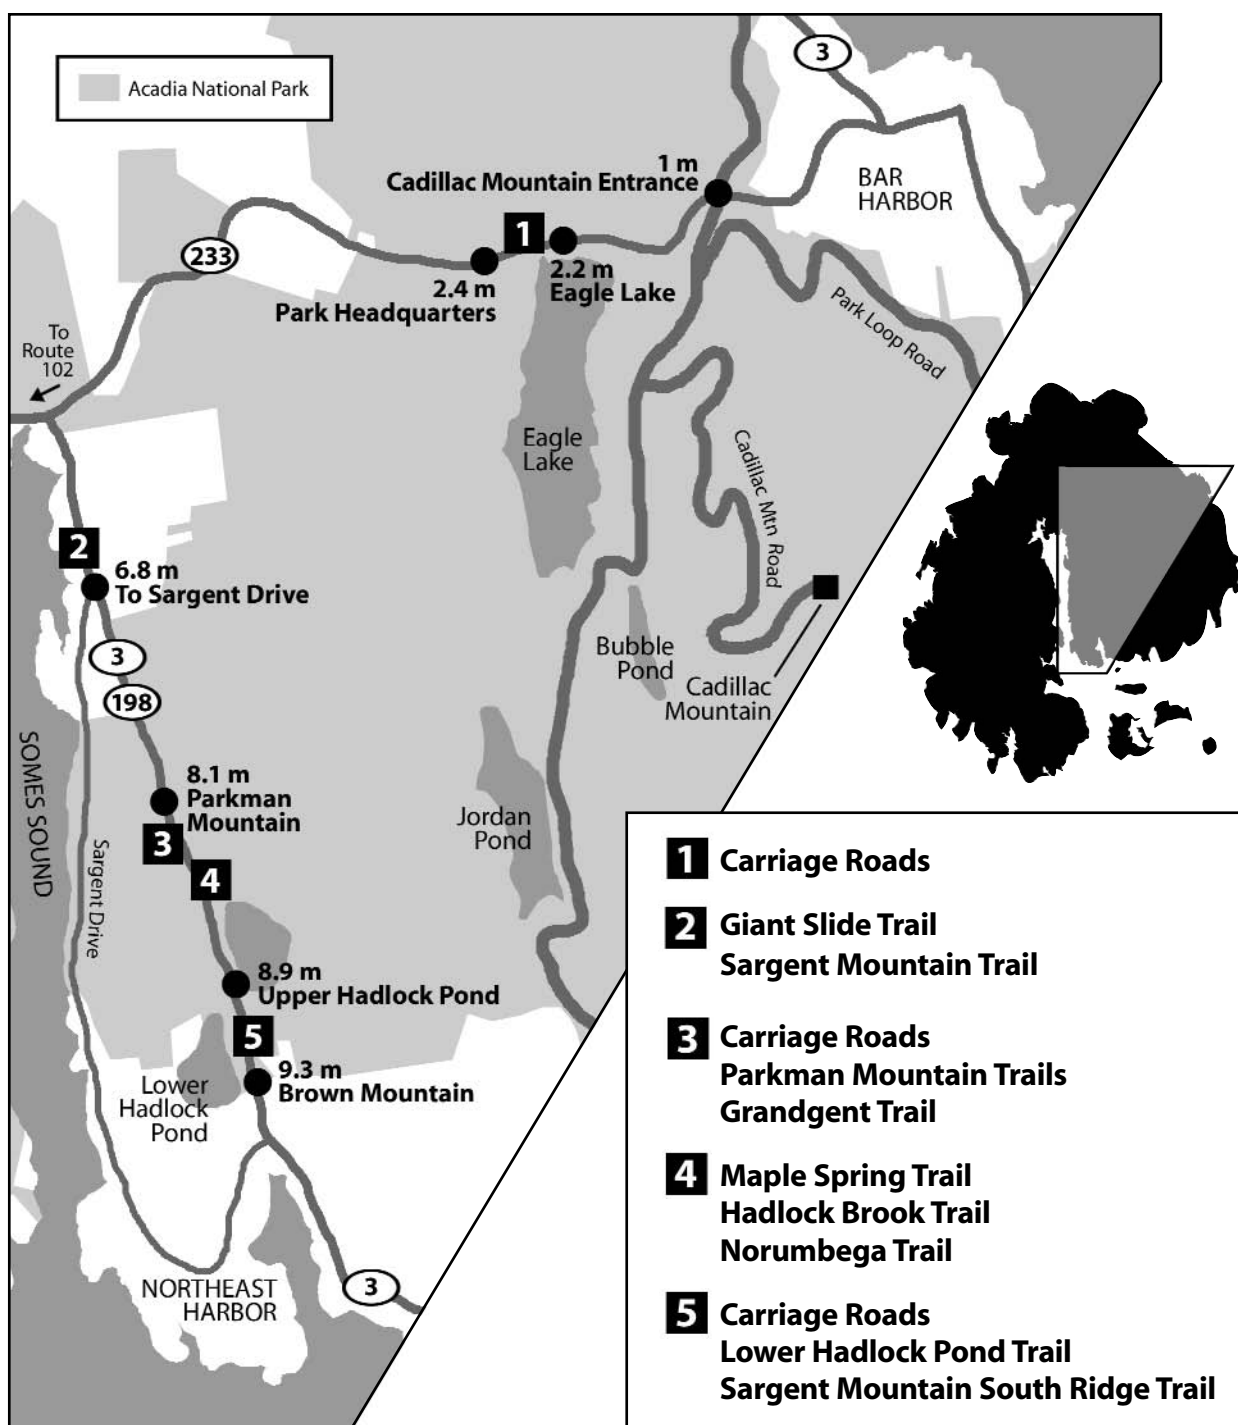 Acadia National Park
3
1 m
Cadillac Mountain Entrance
BAR
HARBOR
1
233
2.2 m
Eagle Lake
2.4 m
Park Headquarters
Park Loop Road
To
Route
102
Eagle
Lake
Cadillac Mtn Road
2
6.8 m
To Sargent Drive
3
198
Bubble
Pond
Cadillac
Mountain
SOMES SOUND
Sargent Drive
8.1 m
Parkman
Mountain
3
4
Jordan
Pond
8.9 m
Upper Hadlock Pond
5
9.3 m
Brown Mountain
Lower
Hadlock
Pond
NORTHEAST
HARBOR
3
1 Carriage Roads
2 Giant Slide Trail
Sargent Mountain Trail
3 Carriage Roads
Parkman Mountain Trails
Grandgent Trail
4 Maple Spring Trail
Hadlock Brook Trail
Norumbega Trail
5 Carriage Roads
Lower Hadlock Pond Trail
Sargent Mountain South Ridge Trail